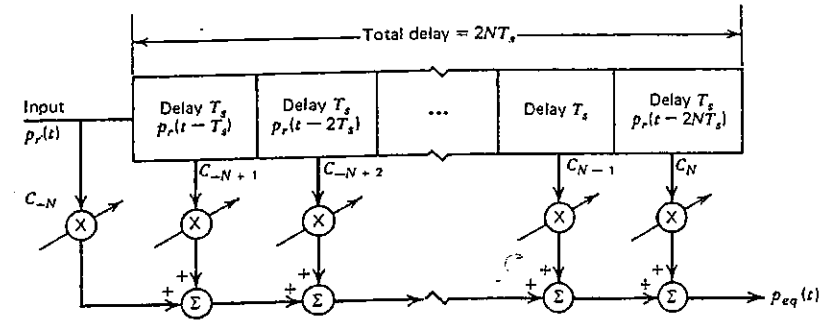 Total delay = 2NT_s
Input
p_r(t)
Delay T_s
p_r(t − T_s)
Delay T_s
p_r(t − 2T_s)
...
Delay T_s
Delay T_s
p_r(t − 2NT_s)
C_−N
C_−N + 1
C_−N + 2
C_N − 1
C_N
X
X
X
X
X
+
+
Σ
+
+
Σ
+
+
Σ
+
+
Σ
p_eq(t)